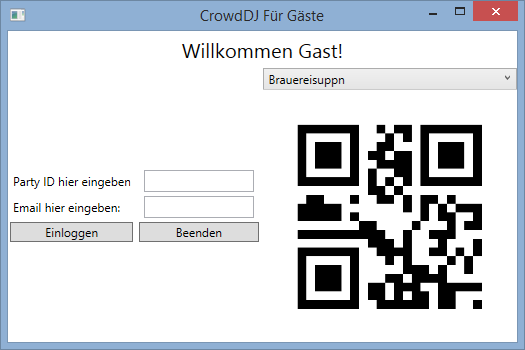 CrowdDJ Für Gäste
Willkommen Gast!
Brauereisuppn
Party ID hier eingeben
Email hier eingeben:
Einloggen Beenden